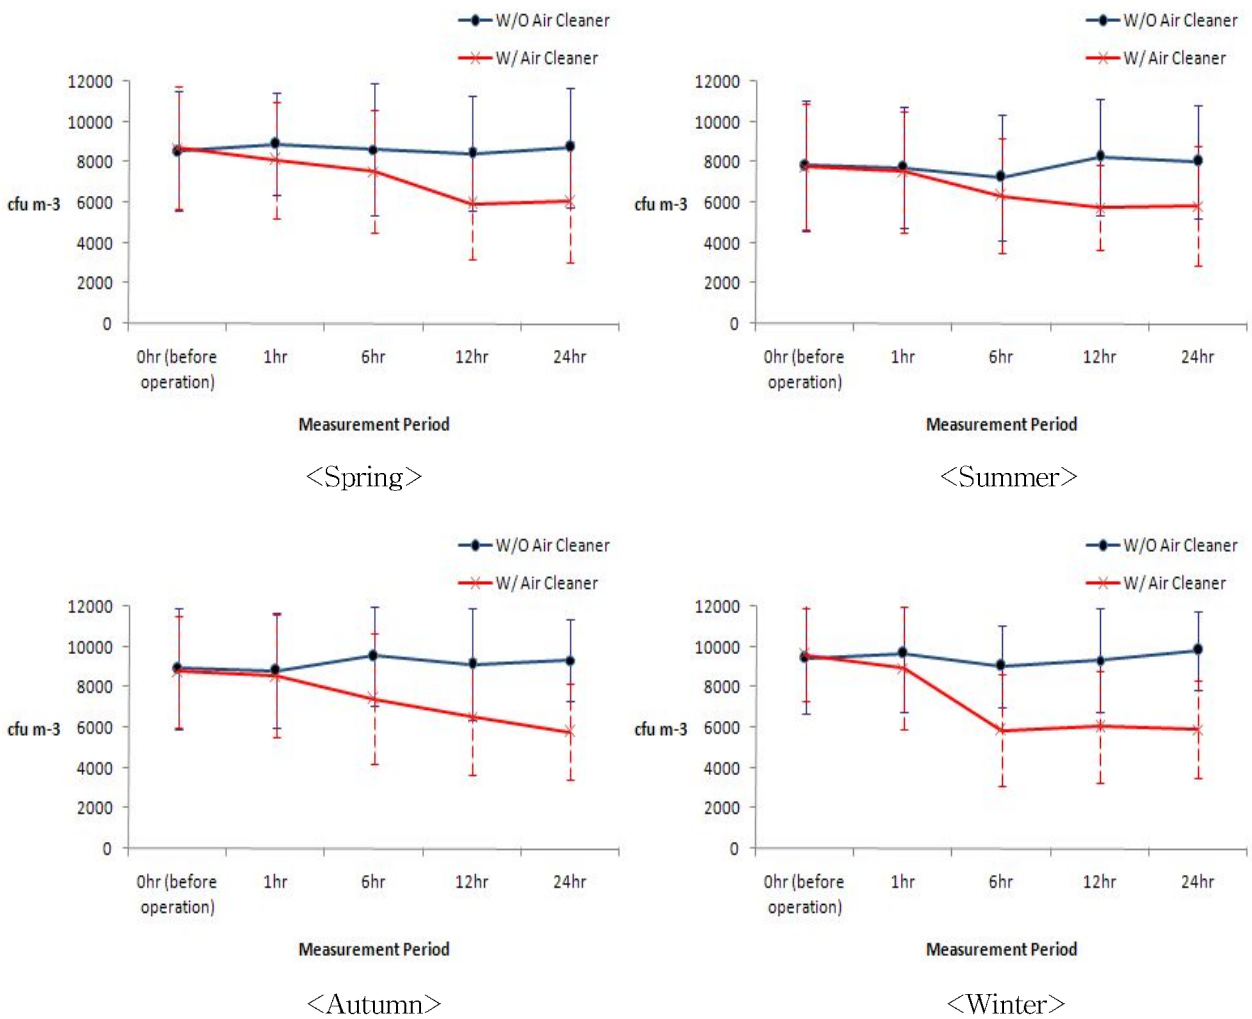 W/O Air Cleaner
W/ Air Cleaner
12000
10000
8000
6000
4000
2000
0
cfu m-3
0hr (before operation)
1hr
6hr
12hr
24hr
Measurement Period
<Spring>
W/O Air Cleaner
W/ Air Cleaner
12000
10000
8000
6000
4000
2000
0
cfu m-3
0hr (before operation)
1hr
6hr
12hr
24hr
Measurement Period
<Summer>
W/O Air Cleaner
W/ Air Cleaner
12000
10000
8000
6000
4000
2000
0
cfu m-3
0hr (before operation)
1hr
6hr
12hr
24hr
Measurement Period
<Autumn>
W/O Air Cleaner
W/ Air Cleaner
12000
10000
8000
6000
4000
2000
0
cfu m-3
0hr (before operation)
1hr
6hr
12hr
24hr
Measurement Period
<Winter>